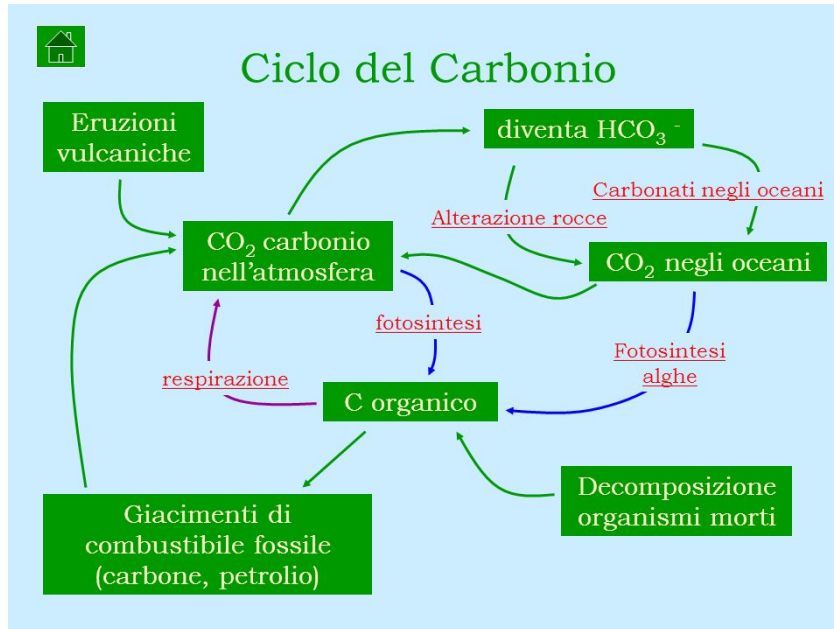 Ciclo del Carbonio
Eruzioni
vulcaniche
diventa HCO₃⁻
Carbonati negli oceani
Alterazione rocce
CO₂ carbonio
nell'atmosfera
CO₂ negli oceani
fotosintesi
Fotosintesi
alghe
respirazione
C organico
Decomposizione
organismi morti
Giacimenti di
combustibile fossile
(carbone, petrolio)